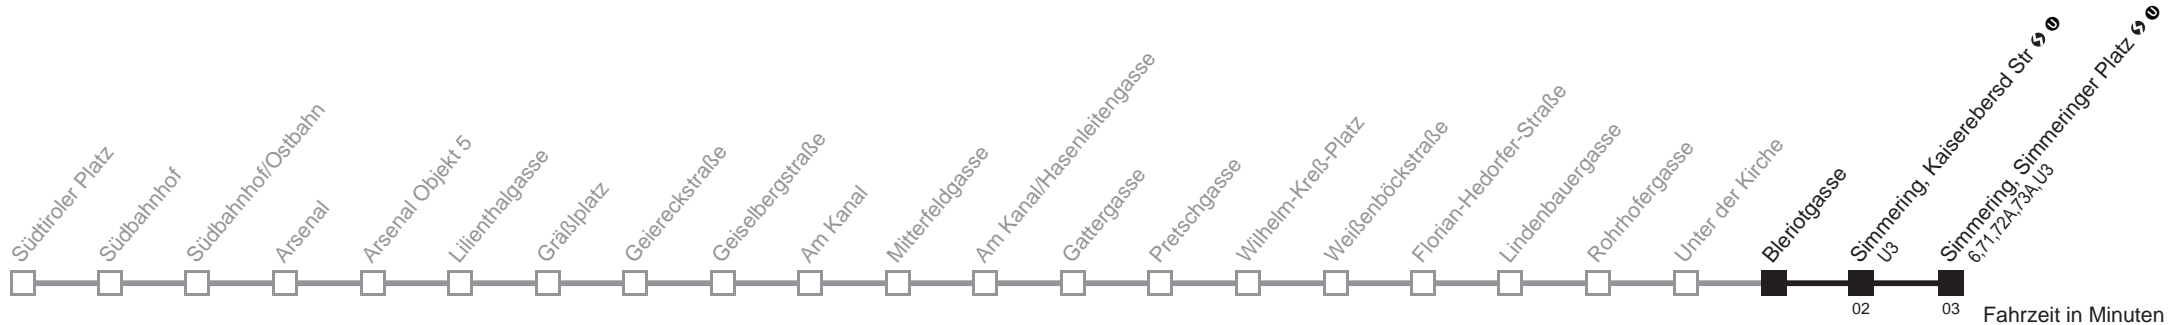 Südtiroler Platz
Südbahnhof
Südbahnhof/Ostbahn
Arsenal
Arsenal Objekt 5
Lilienthalgasse
Gräßlplatz
Geiereckstraße
Geiselbergstraße
Am Kanal
Mitterfeldgasse
Am Kanal/Hasenleitengasse
Gattergasse
Pretschgasse
Wilhelm-Kreß-Platz
Weißenböckstraße
Florian-Hedorfer-Straße
Lindenbauergasse
Rohrhofergasse
Unter der Kirche
Bleriotgasse
Simmering, Kaiserebersd Str S U
U3
Simmering, Simmeringer Platz S U
6,71,72A,73A,U3
02
03
Fahrzeit in Minuten